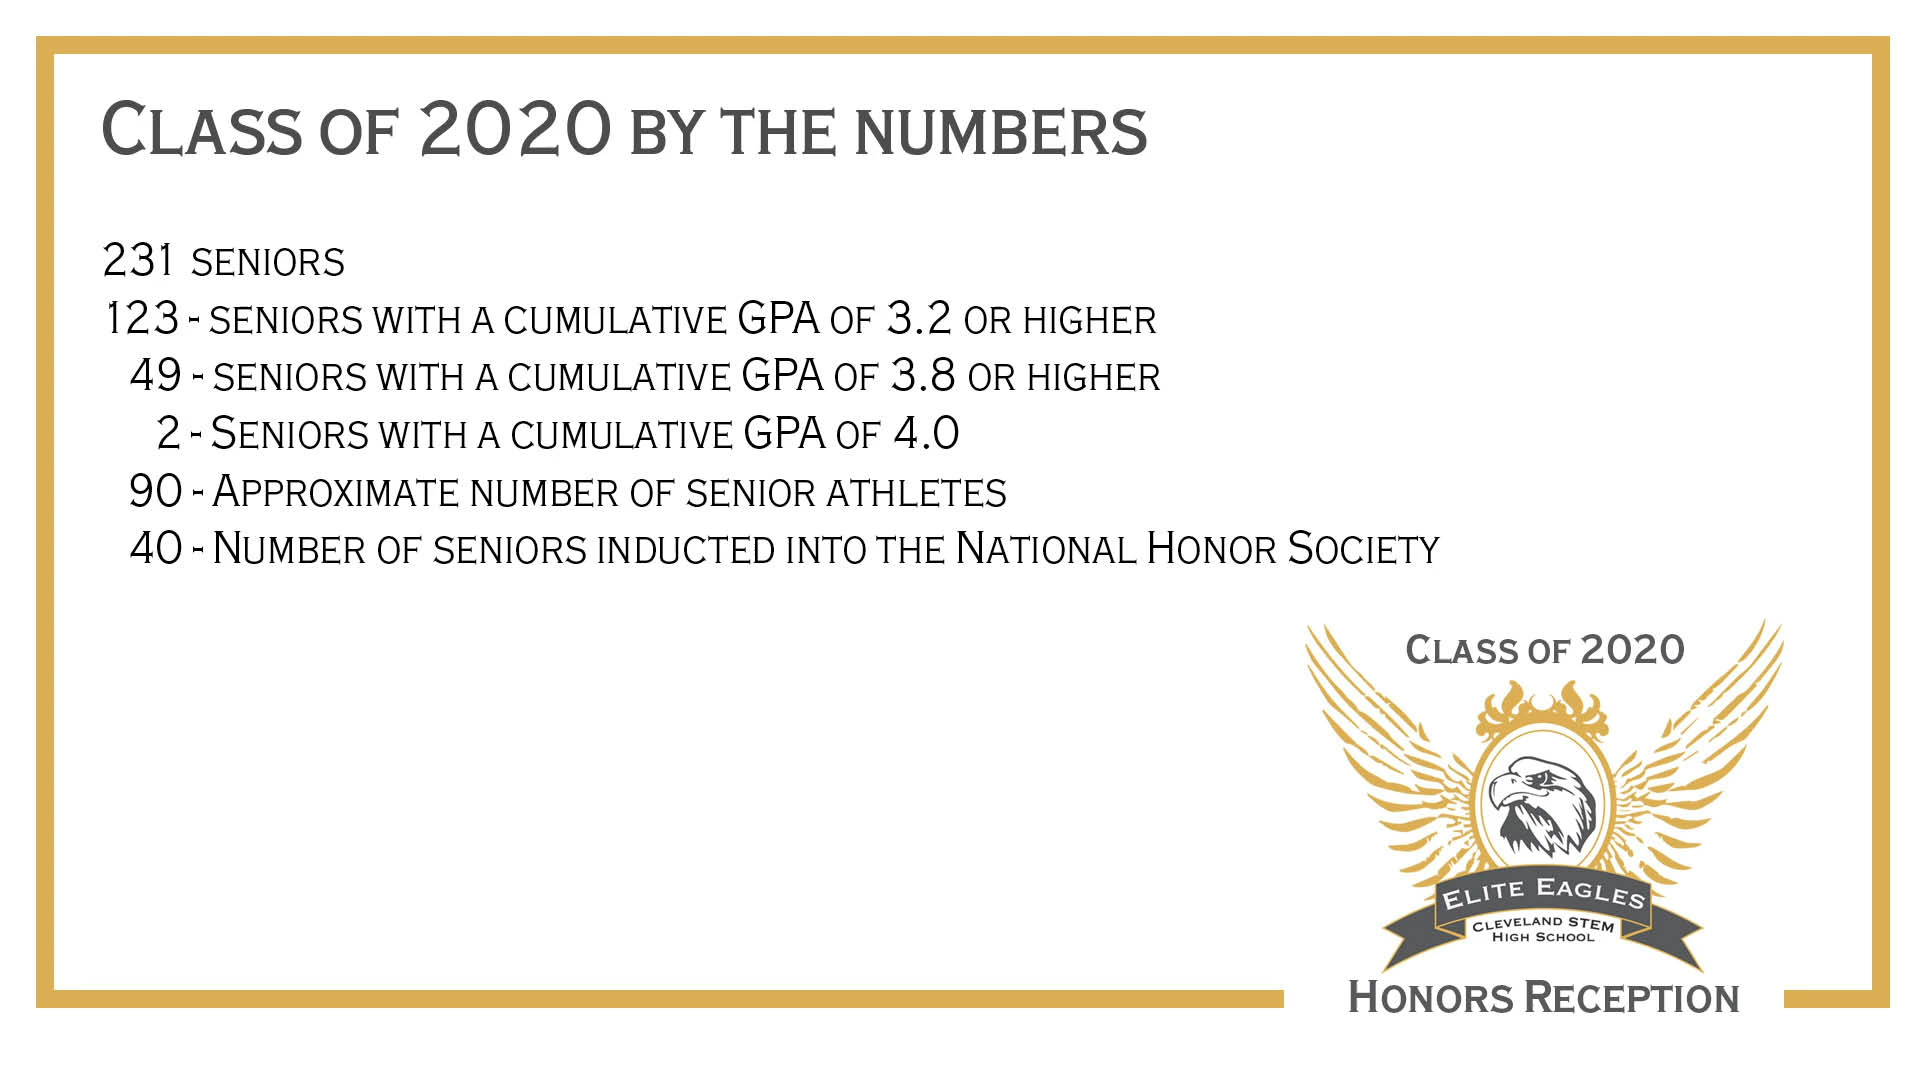 Class of 2020 by the numbers
231 seniors
123 - seniors with a cumulative GPA of 3.2 or higher
49 - seniors with a cumulative GPA of 3.8 or higher
2 - Seniors with a cumulative GPA of 4.0
90 - Approximate number of senior athletes
40 - Number of seniors inducted into the National Honor Society
Class of 2020
Elite Eagles
Cleveland STEM
High School
Honors Reception